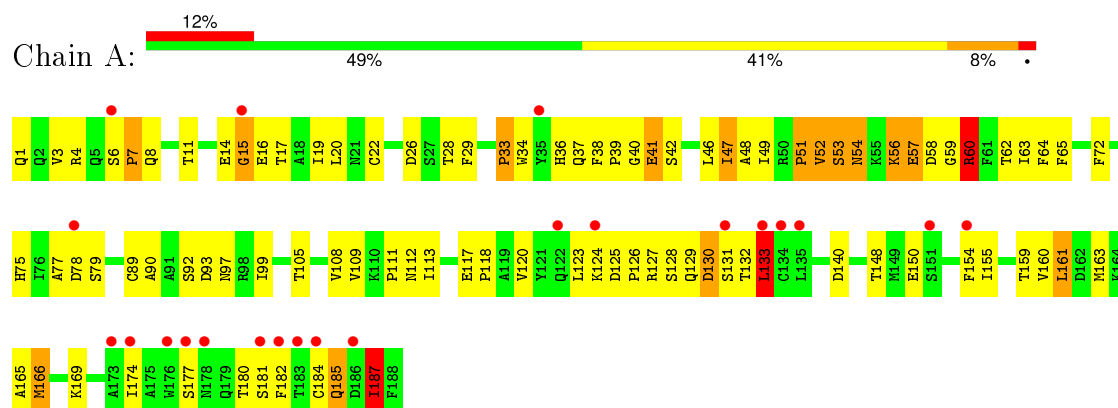 12%
Chain A:
49% 41% 8% •
Q1 Q2 V3 R4 Q5 S6 P7 Q8 T11 E14 G15 E16 T17 A18 I19 L20 N21 C22 D26 S27 T28 F29 P33 W34 Y35 H36 Q37 F38 P39 G40 E41 S42 L46 I47 A48 I49 R50 P51 V52 S53 N54 K55 K56 E57 D58 G59 R60 F61 T62 I63 F64 F65 F72
H75 I76 A77 D78 S79 C89 A90 A91 S92 D93 N97 R98 I99 T105 V108 V109 K110 P111 N112 I113 E117 P118 A119 V120 Y121 Q122 L123 K124 D125 P126 R127 S128 Q129 D130 S131 T132 L133 C134 L135 D140 T148 M149 E150 S151 F154 I155 T159 V160 L161 D162 M163 K164
A165 M166 K169 A173 I174 A175 W176 S177 N178 Q179 T180 S181 F182 T183 C184 Q185 D186 I187 F188